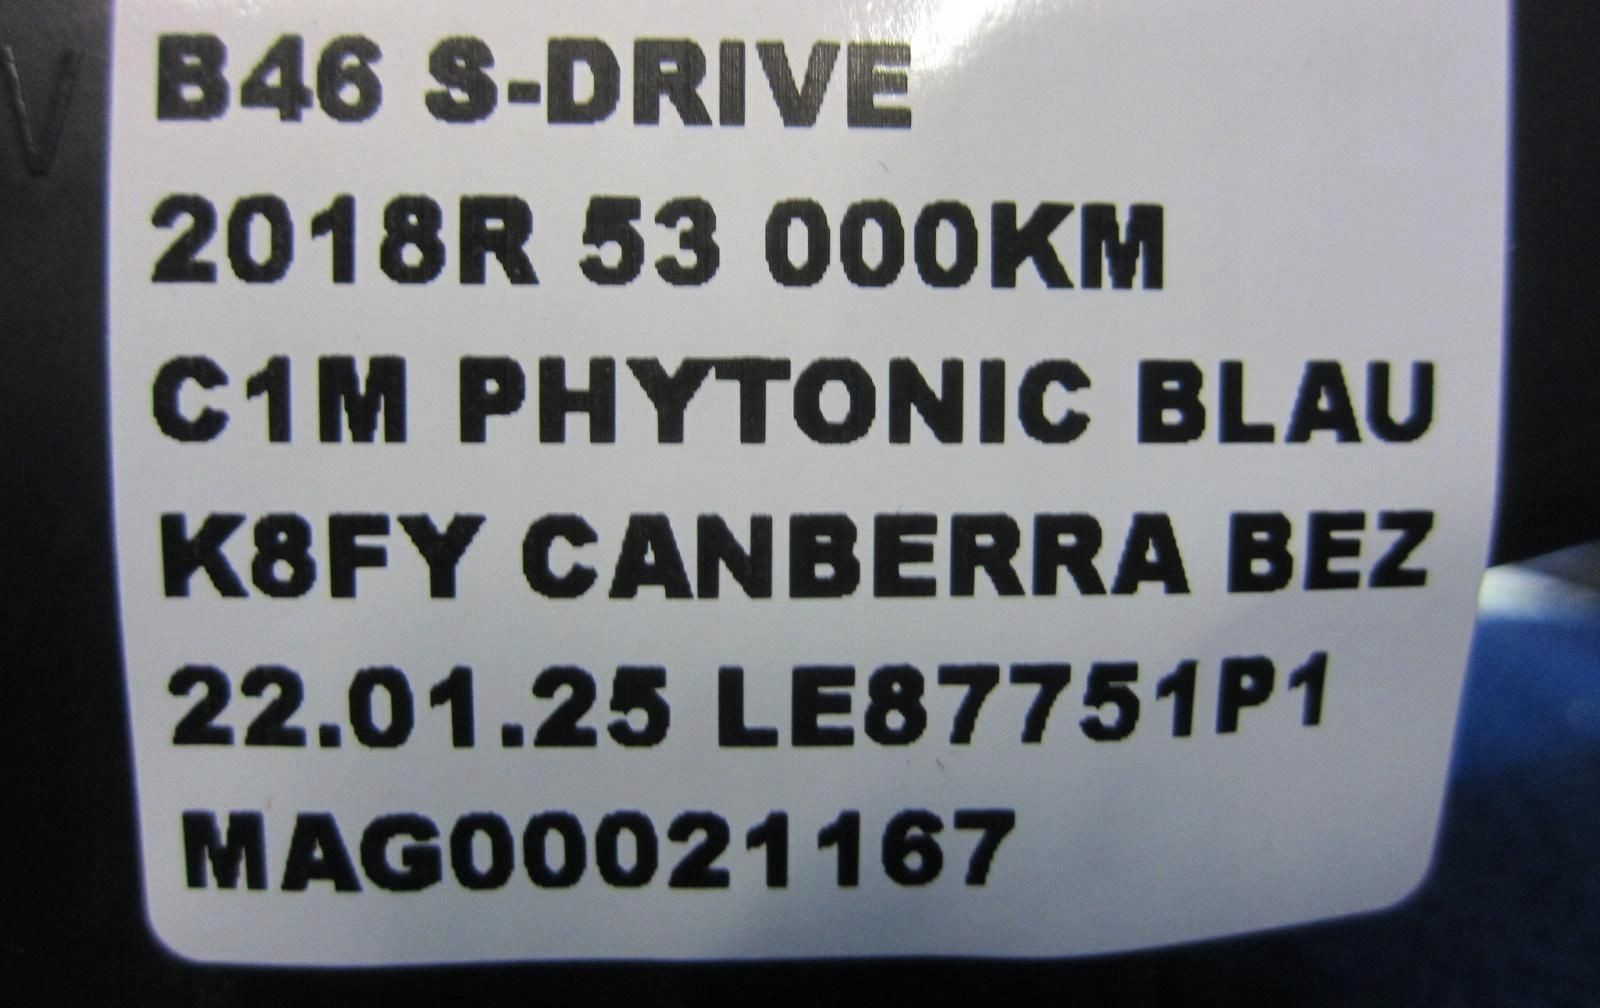 B46 S-DRIVE
2018R 53 000KM
C1M PHYTONIC BLAU
K8FY CANBERRA BEZ
22.01.25 LE87751P1
MAG00021167